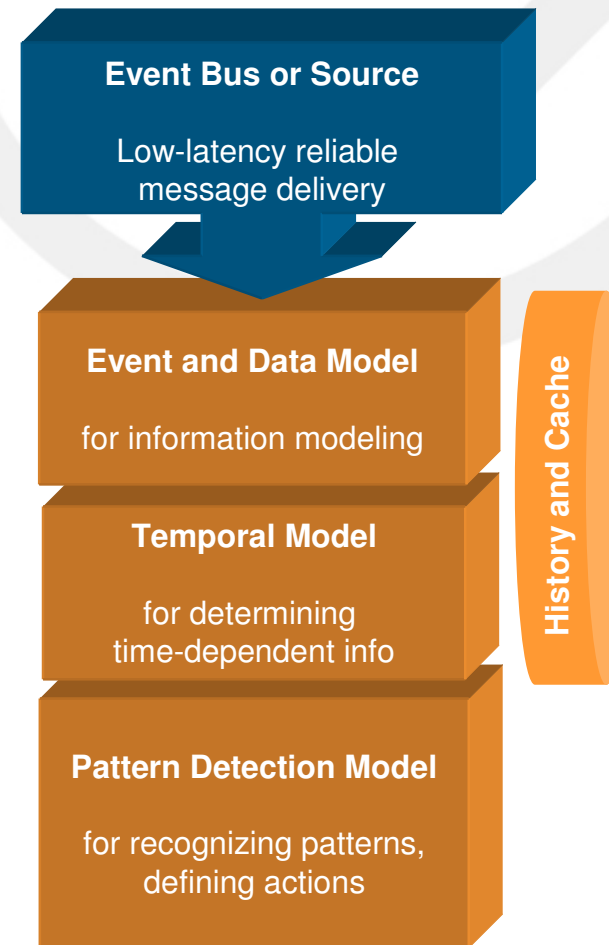 Event Bus or Source
Low-latency reliable
message delivery
Event and Data Model
for information modeling
History and Cache
Temporal Model
for determining
time-dependent info
Pattern Detection Model
for recognizing patterns,
defining actions